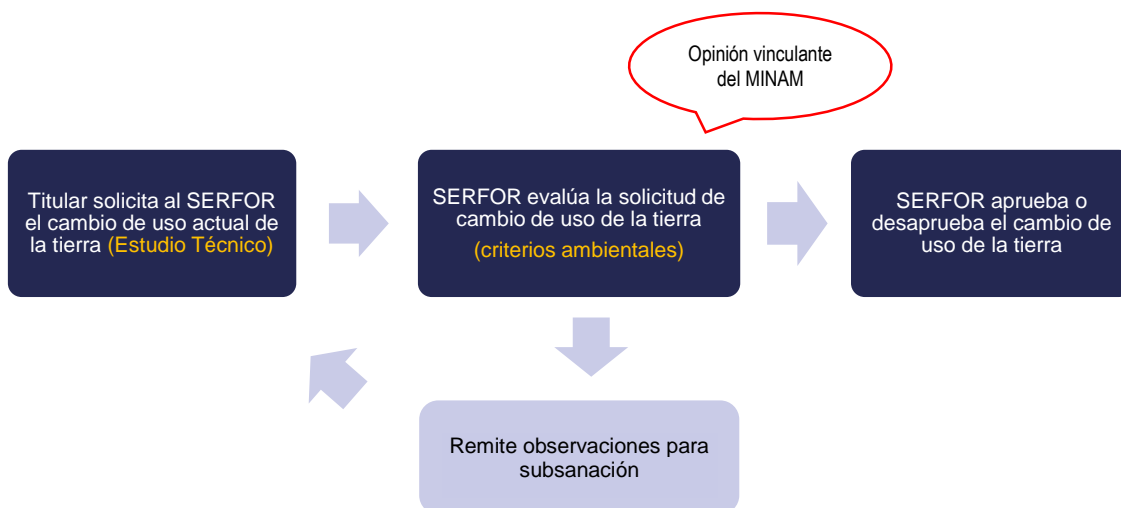 Opinión vinculante
del MINAM
Titular solicita al SERFOR
el cambio de uso actual de
la tierra (Estudio Técnico)
SERFOR evalúa la solicitud de
cambio de uso de la tierra
(criterios ambientales)
SERFOR aprueba o
desaprueba el cambio de
uso de la tierra
Remite observaciones para
subsanación